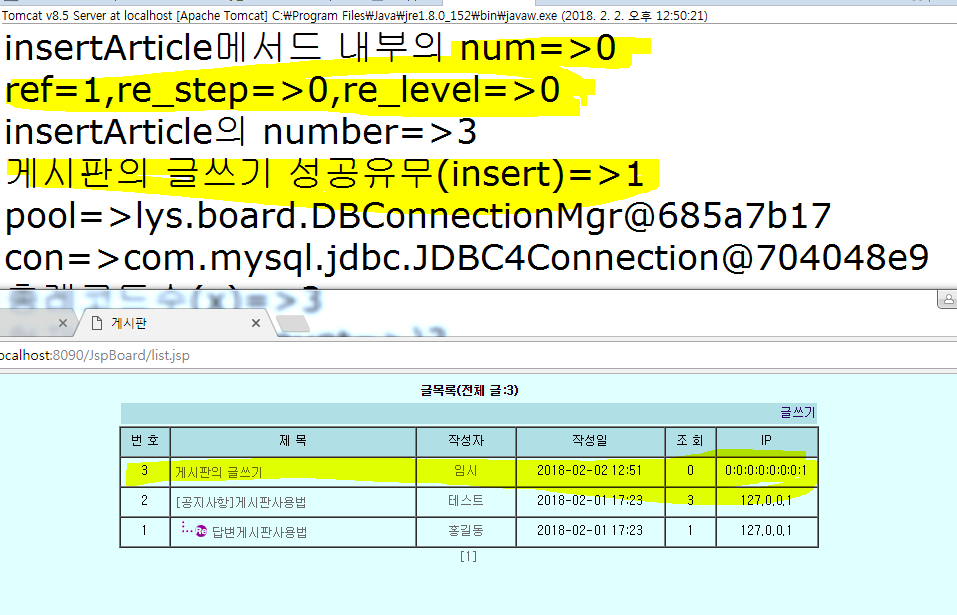 Tomcat v8.5 Server at localhost [Apache Tomcat] C:₩Program Files₩Java₩jre1.8.0_152₩bin₩javaw.exe (2018. 2. 2. 오후 12:50:21)
insertArticle메서드 내부의 num=>0
ref=1,re_step=>0,re_level=>0
insertArticle의 number=>3
게시판의 글쓰기 성공유무(insert)=>1
pool=>lys.board.DBConnectionMgr@685a7b17
con=>com.mysql.jdbc.JDBC4Connection@704048e9
총레코드수(x)=>3
게시판
ocalhost:8090/JspBoard/list.jsp
글목록(전체 글:3)
글쓰기
번 호 제 목 작성자 작성일 조 회 IP
3 게시판의 글쓰기 임시 2018-02-02 12:51 0 0:0:0:0:0:0:0:1
2 [공지사항]게시판사용법 테스트 2018-02-01 17:23 3 127.0.0.1
1 Re 답변게시판사용법 홍길동 2018-02-01 17:23 1 127.0.0.1
[1]